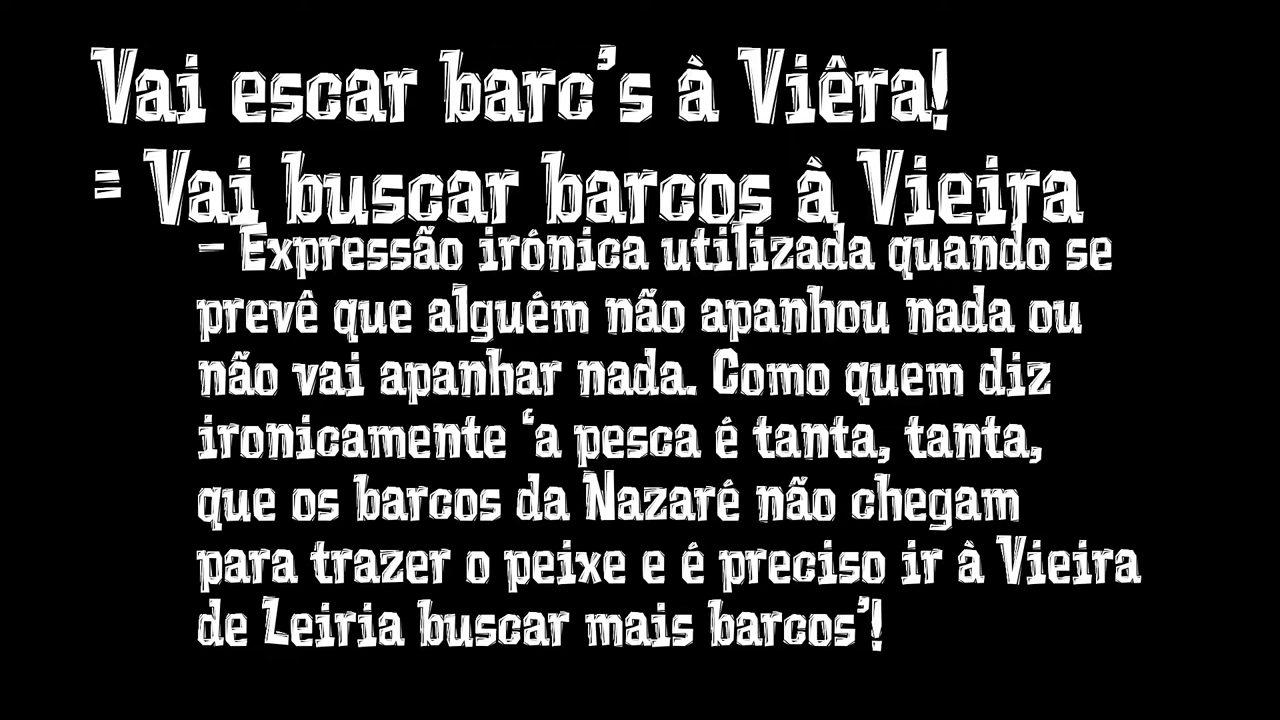 Vai escar barc's à Viêra!
= Vai buscar barcos à Vieira
- Expressão irónica utilizada quando se
prevê que alguém não apanhou nada ou
não vai apanhar nada. Como quem diz
ironicamente ‘a pesca é tanta, tanta,
que os barcos da Nazaré não chegam
para trazer o peixe e é preciso ir à Vieira
de Leiria buscar mais barcos’!